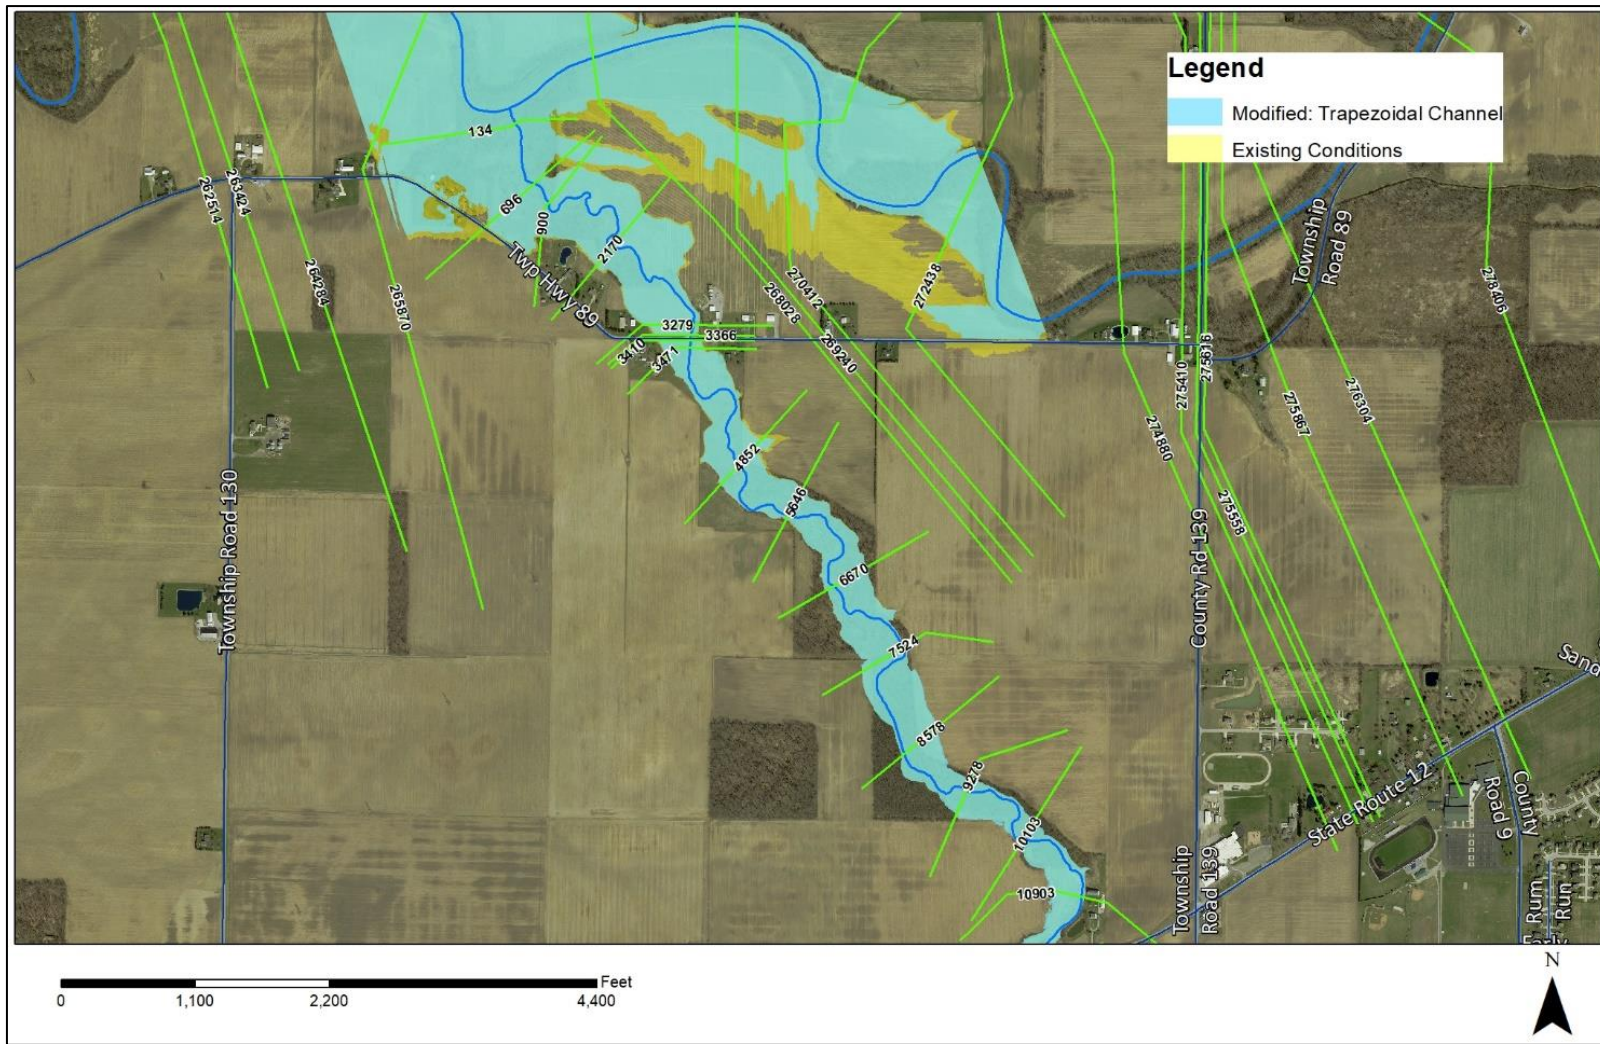 Legend
Modified: Trapezoidal Channel
Existing Conditions
134
696
900
2170
262514
263424
264284
265870
Twp Hwy 89
3279
3366
3410
3471
270412
268028
269240
272438
Township
Road 89
278406
275410
275616
274880
275867
276304
275558
4852
5646
6670
7524
8578
9278
10103
10903
Township Road 130
County Rd 139
Sand
State Route 12
County
Road 9
Township
Road 139
Rum
Run
N
Feet
0
1,100
2,200
4,400